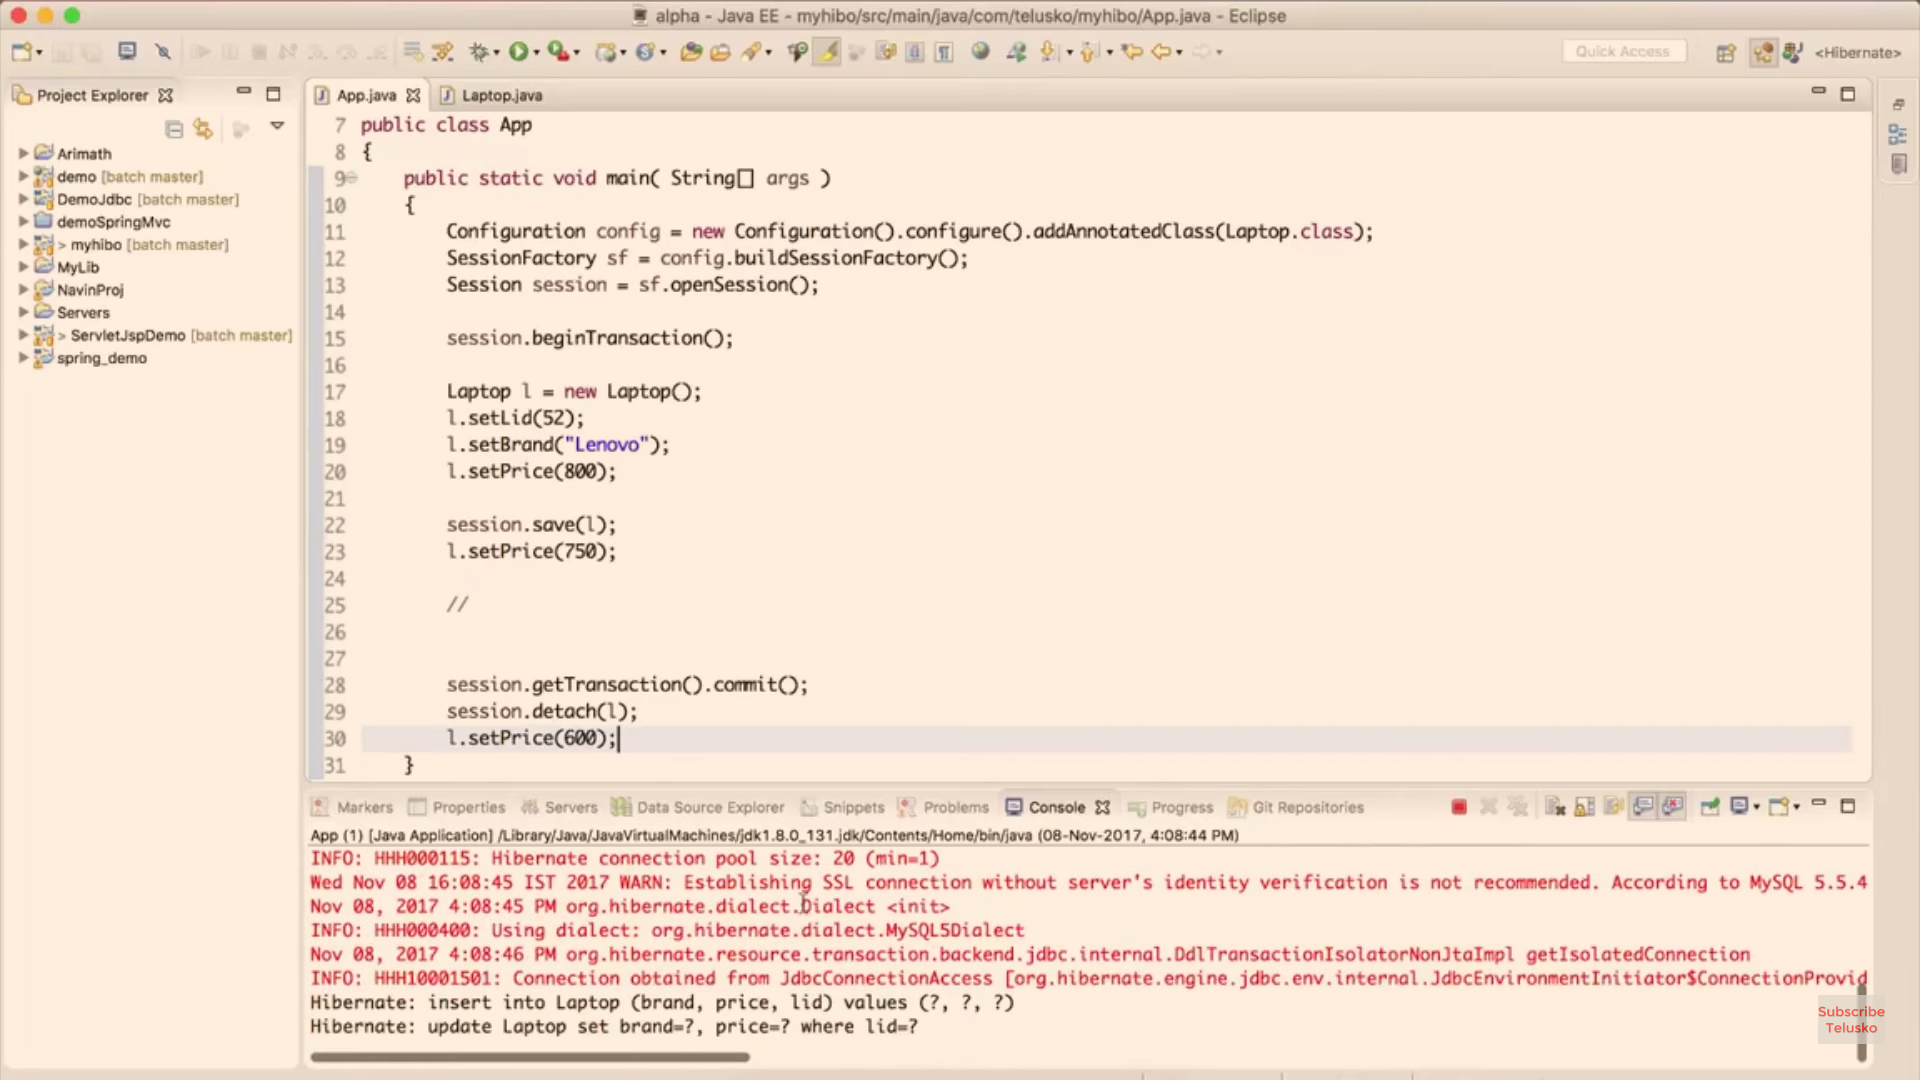 alpha - Java EE - myhibo/src/main/java/com/telusko/myhibo/App.java - Eclipse
Quick Access
<Hibernate>
Project Explorer
Arimath
demo [batch master]
DemoJdbc [batch master]
demoSpringMvc
> myhibo [batch master]
MyLib
NavinProj
Servers
> ServletJspDemo [batch master]
spring_demo
App.java
Laptop.java
7 public class App
8 {
9 public static void main( String[] args )
10 {
11 Configuration config = new Configuration().configure().addAnnotatedClass(Laptop.class);
12 SessionFactory sf = config.buildSessionFactory();
13 Session session = sf.openSession();
14
15 session.beginTransaction();
16
17 Laptop l = new Laptop();
18 l.setLid(52);
19 l.setBrand("Lenovo");
20 l.setPrice(800);
21
22 session.save(l);
23 l.setPrice(750);
24
25 //
26
27
28 session.getTransaction().commit();
29 session.detach(l);
30 l.setPrice(600);
31 }
Markers Properties Servers Data Source Explorer Snippets Problems Console Progress Git Repositories
App (1) [Java Application] /Library/Java/JavaVirtualMachines/jdk1.8.0_131.jdk/Contents/Home/bin/java (08-Nov-2017, 4:08:44 PM)
INFO: HHH000115: Hibernate connection pool size: 20 (min=1)
Wed Nov 08 16:08:45 IST 2017 WARN: Establishing SSL connection without server's identity verification is not recommended. According to MySQL 5.5.4
Nov 08, 2017 4:08:45 PM org.hibernate.dialect.Dialect <init>
INFO: HHH000400: Using dialect: org.hibernate.dialect.MySQL5Dialect
Nov 08, 2017 4:08:46 PM org.hibernate.resource.transaction.backend.jdbc.internal.DdlTransactionIsolatorNonJtaImpl getIsolatedConnection
INFO: HHH10001501: Connection obtained from JdbcConnectionAccess [org.hibernate.engine.jdbc.env.internal.JdbcEnvironmentInitiator$ConnectionProvid
Hibernate: insert into Laptop (brand, price, lid) values (?, ?, ?)
Hibernate: update Laptop set brand=?, price=? where lid=?
Subscribe
Telusko